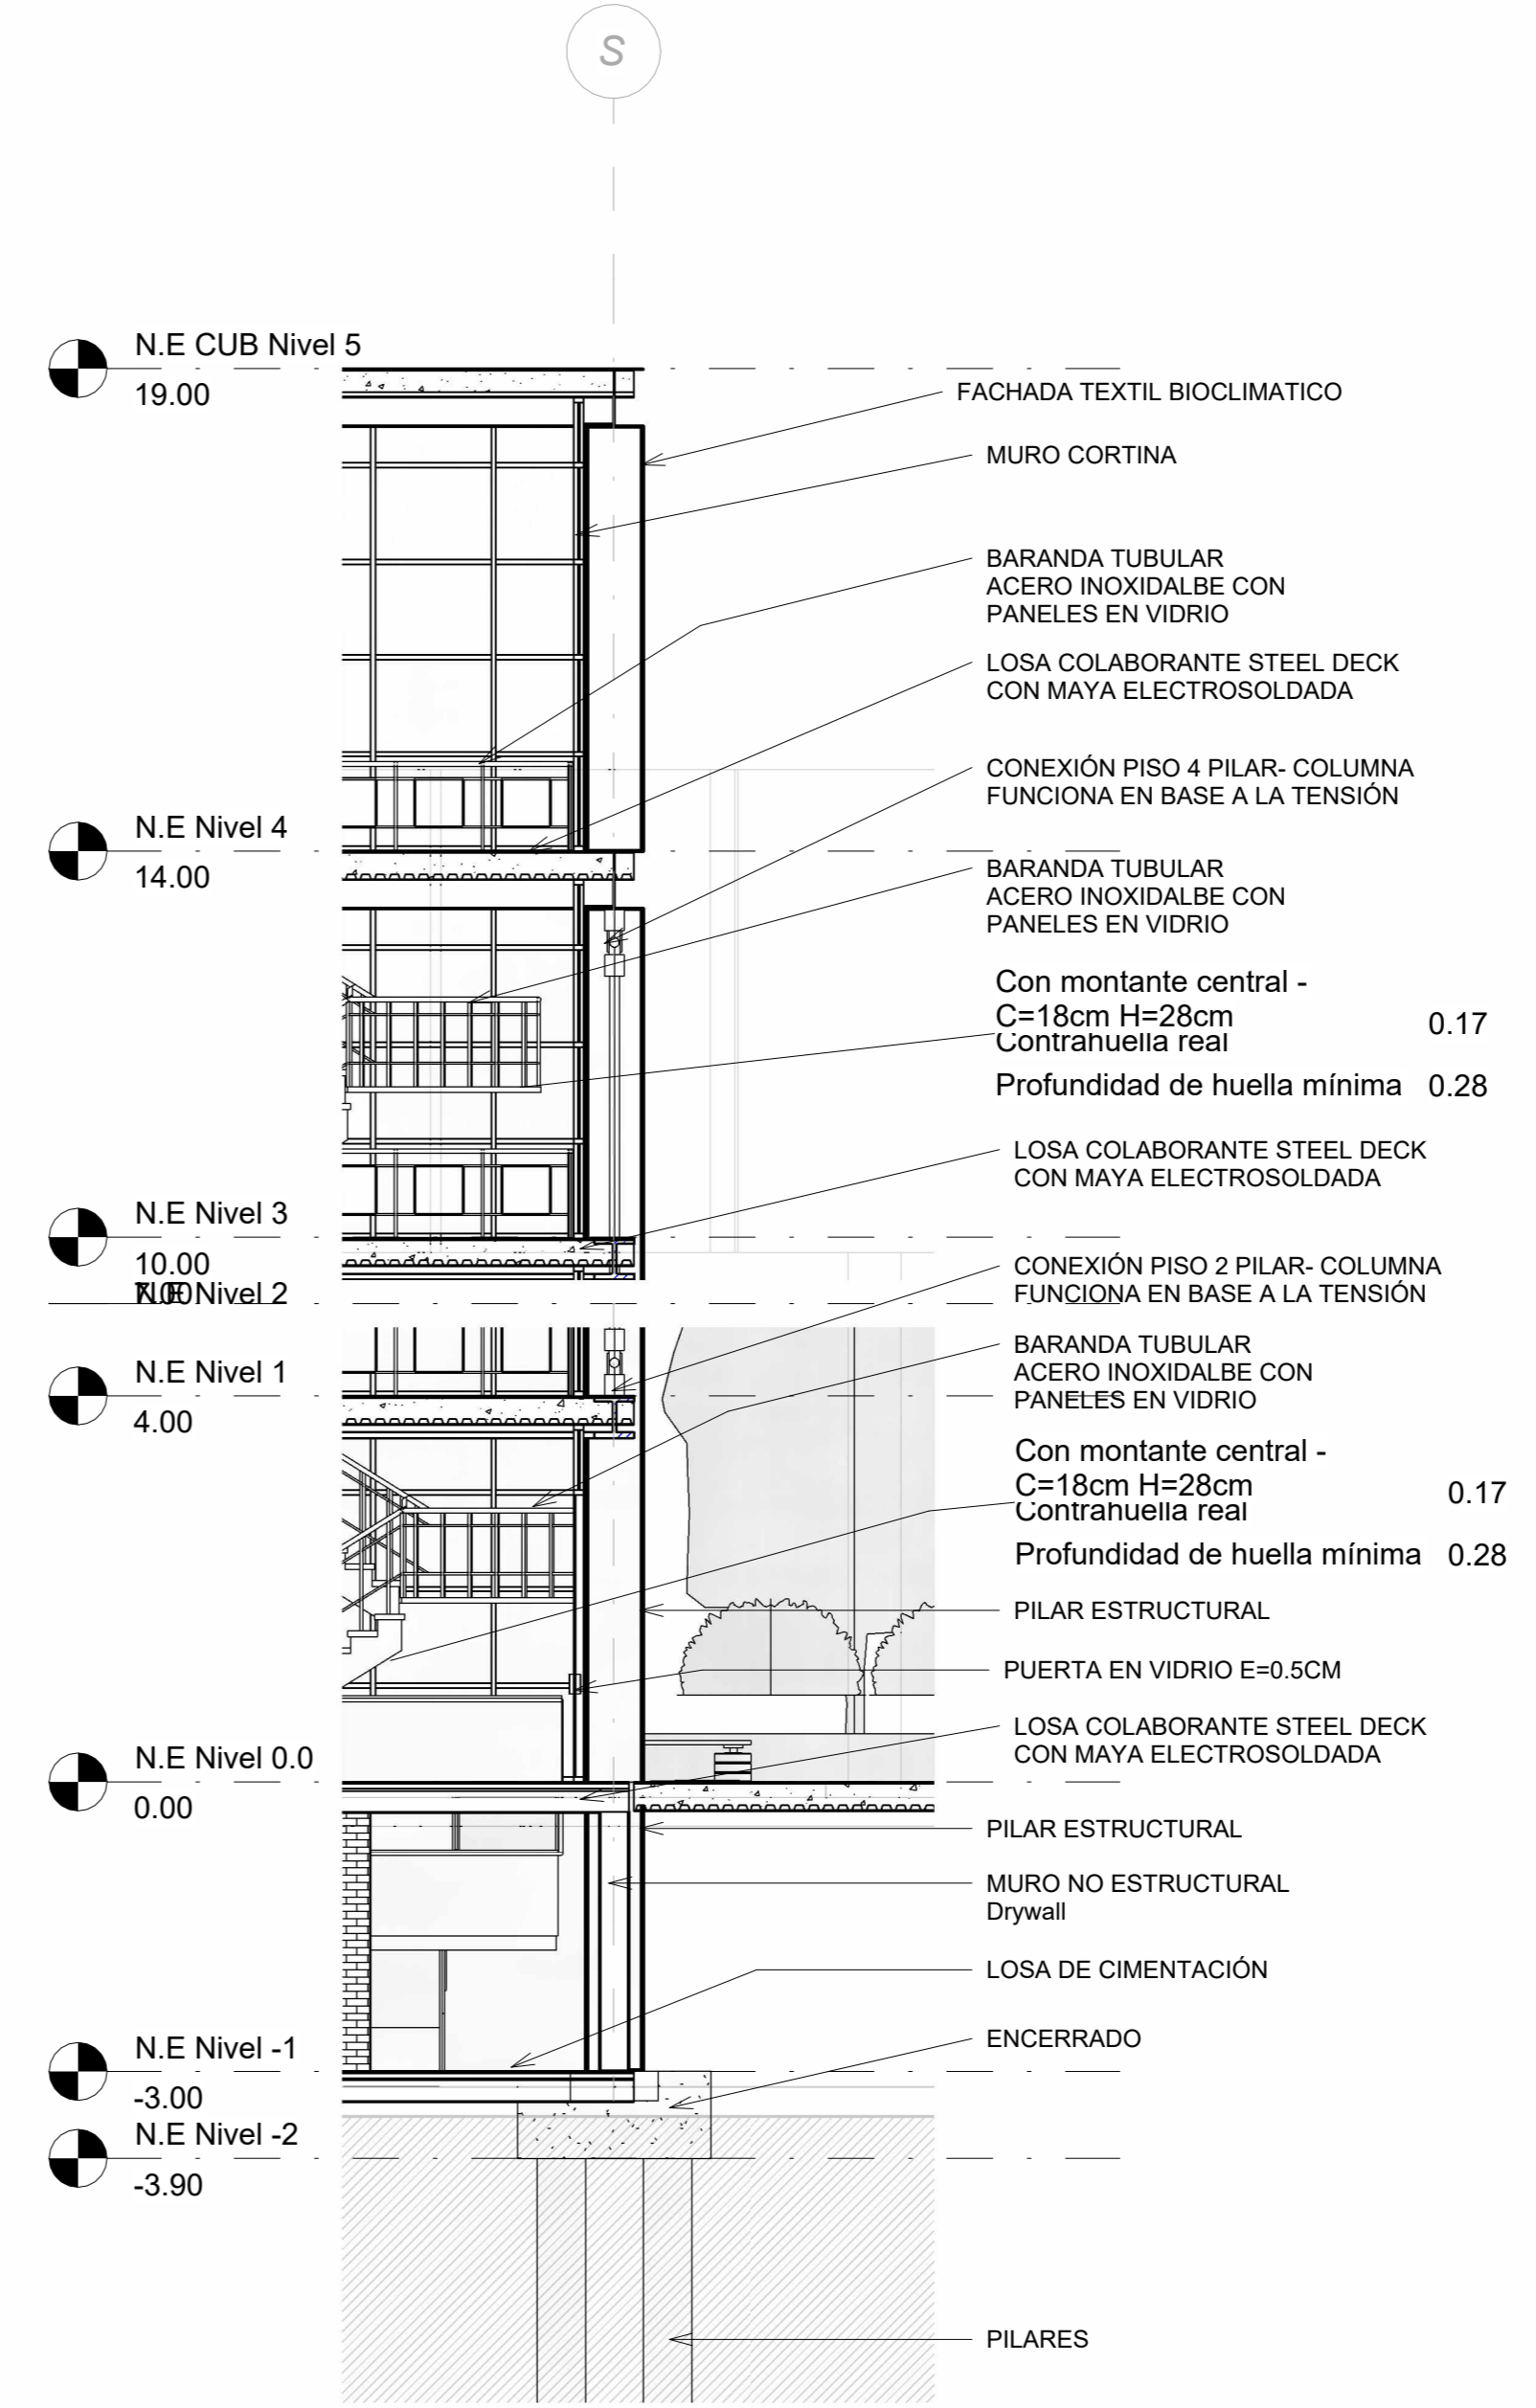 S
N.E CUB Nivel 5
19.00
FACHADA TEXTIL BIOCLIMATICO
MURO CORTINA
BARANDA TUBULAR
ACERO INOXIDALBE CON
PANELES EN VIDRIO
LOSA COLABORANTE STEEL DECK
CON MAYA ELECTROSOLDADA
CONEXIÓN PISO 4 PILAR- COLUMNA
FUNCIONA EN BASE A LA TENSIÓN
N.E Nivel 4
14.00
BARANDA TUBULAR
ACERO INOXIDALBE CON
PANELES EN VIDRIO
Con montante central -
C=18cm H=28cm
Contrahuella real 0.17
Profundidad de huella mínima 0.28
LOSA COLABORANTE STEEL DECK
CON MAYA ELECTROSOLDADA
N.E Nivel 3
10.00
N.E Nivel 2
7.00
CONEXIÓN PISO 2 PILAR- COLUMNA
FUNCIONA EN BASE A LA TENSIÓN
BARANDA TUBULAR
ACERO INOXIDALBE CON
PANELES EN VIDRIO
N.E Nivel 1
4.00
Con montante central -
C=18cm H=28cm
Contrahuella real 0.17
Profundidad de huella mínima 0.28
PILAR ESTRUCTURAL
PUERTA EN VIDRIO E=0.5CM
LOSA COLABORANTE STEEL DECK
CON MAYA ELECTROSOLDADA
N.E Nivel 0.0
0.00
PILAR ESTRUCTURAL
MURO NO ESTRUCTURAL
Drywall
LOSA DE CIMENTACIÓN
ENCERRADO
N.E Nivel -1
-3.00
N.E Nivel -2
-3.90
PILARES